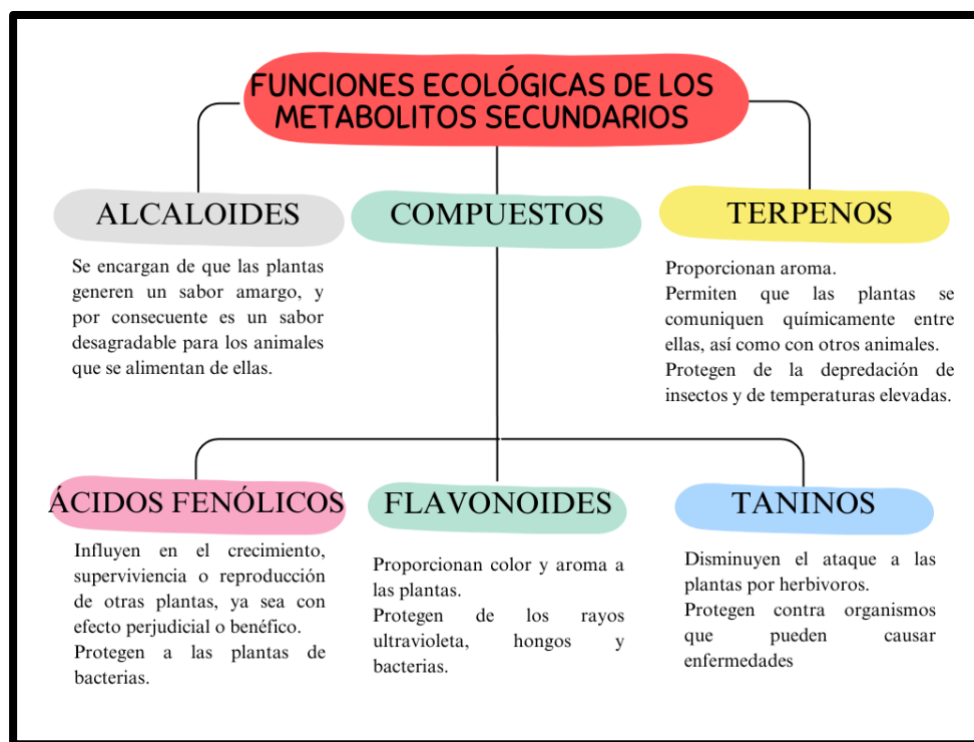 FUNCIONES ECOLÓGICAS DE LOS
METABOLITOS SECUNDARIOS
ALCALOIDES
Se encargan de que las plantas
generen un sabor amargo, y
por consecuente es un sabor
desagradable para los animales
que se alimentan de ellas.
COMPUESTOS
TERPENOS
Proporcionan aroma.
Permiten que las plantas se
comuniquen químicamente entre
ellas, así como con otros animales.
Protegen de la depredación de
insectos y de temperaturas elevadas.
ÁCIDOS FENÓLICOS
Influyen en el crecimiento,
superviviencia o reproducción
de otras plantas, ya sea con
efecto perjudicial o benéfico.
Protegen a las plantas de
bacterias.
FLAVONOIDES
Proporcionan color y aroma a
las plantas.
Protegen de los rayos
ultravioleta, hongos y
bacterias.
TANINOS
Disminuyen el ataque a las
plantas por herbivoros.
Protegen contra organismos
que pueden causar
enfermedades